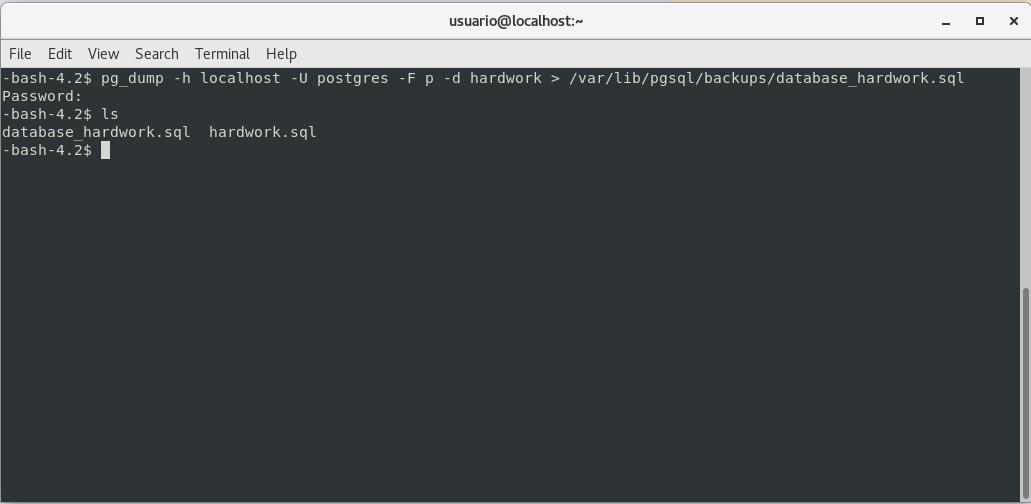 usuario@localhost:~
File Edit View Search Terminal Help
-bash-4.2$ pg_dump -h localhost -U postgres -F p -d hardwork > /var/lib/pgsql/backups/database_hardwork.sql
Password:
-bash-4.2$ ls
database_hardwork.sql  hardwork.sql
-bash-4.2$